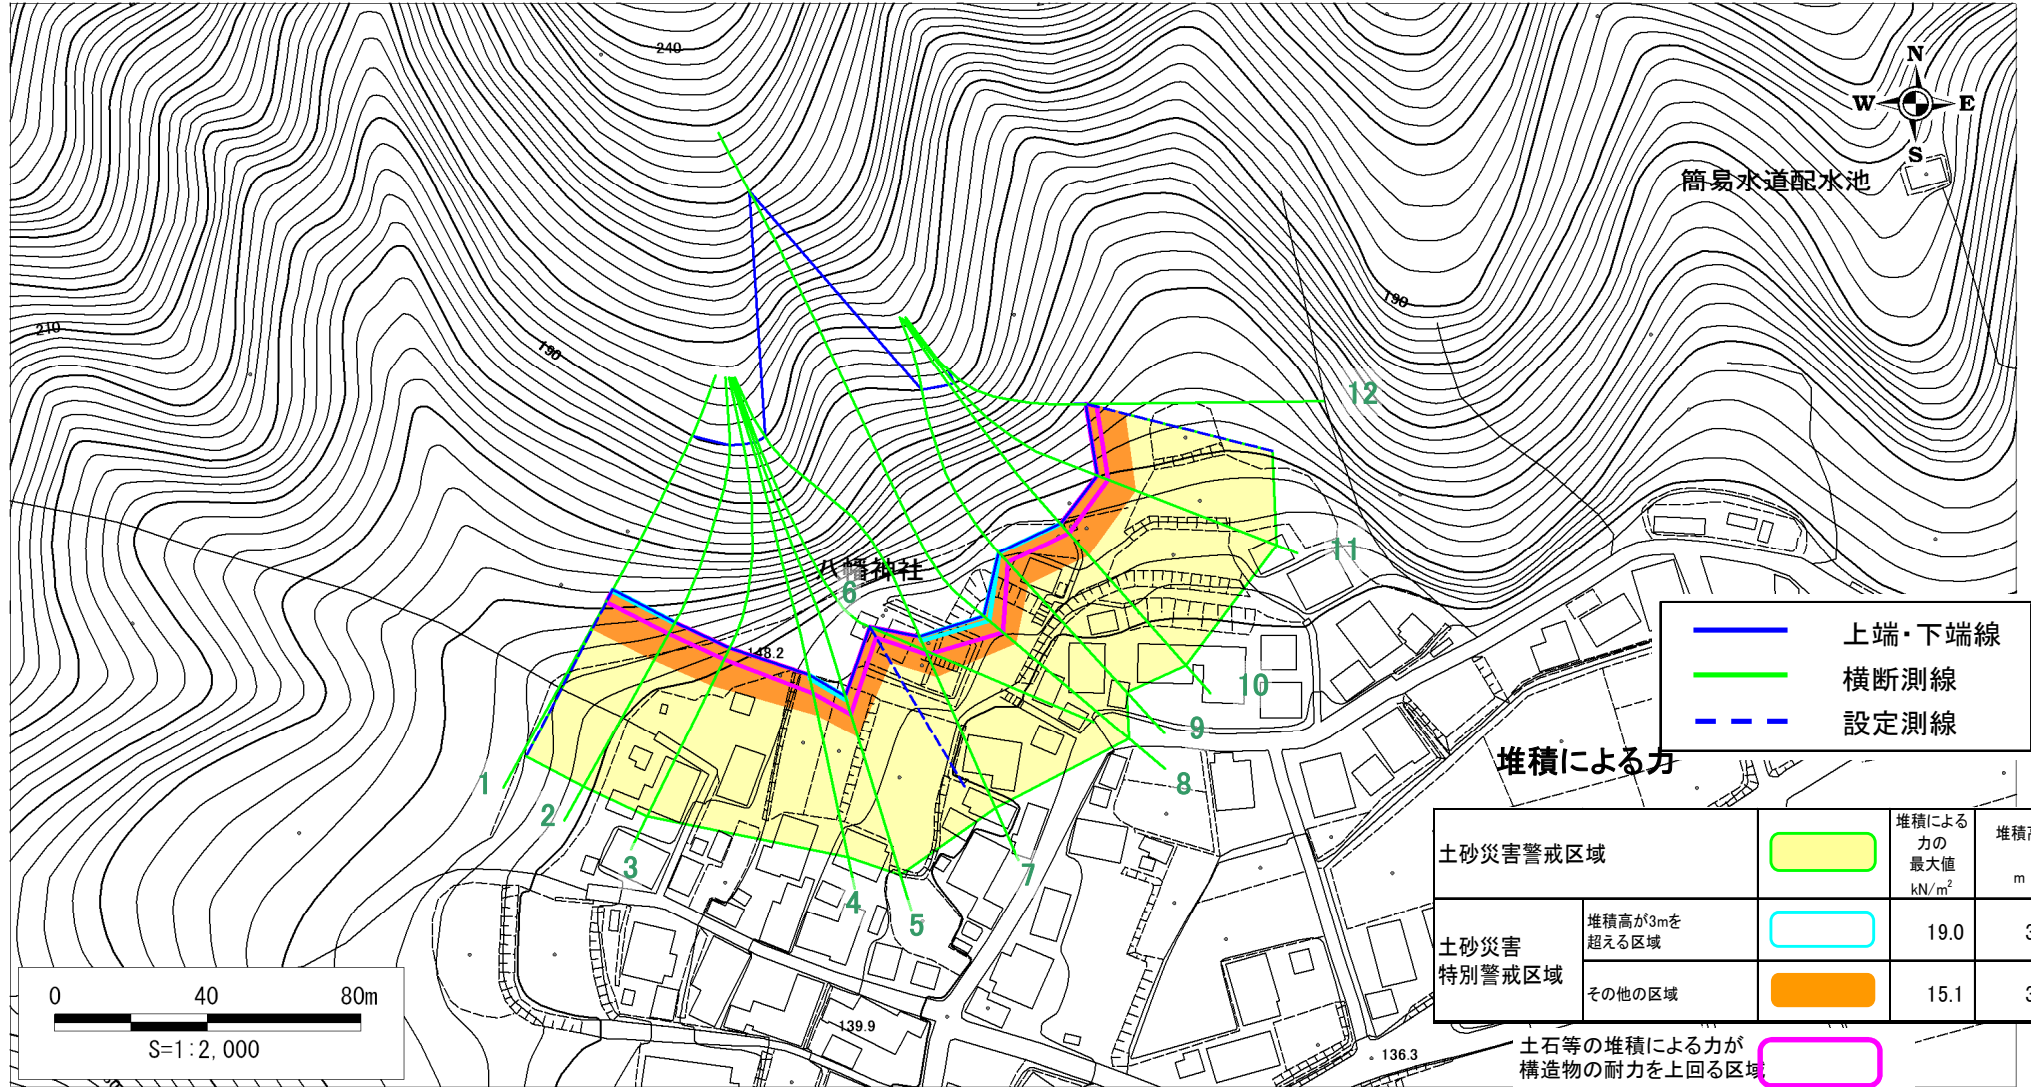 240
N
W E
S
簡易水道配水池
190
210
190
12
11
八幡神社
6
148.2
10
9
8
1
2
3
4
5
7
上端・下端線
横断測線
設定測線
堆積による力
土砂災害警戒区域
堆積による
力の
最大値
kN/m²
堆積高
m
土砂災害
特別警戒区域
堆積高が3mを
超える区域
19.0
3
その他の区域
15.1
3
土石等の堆積による力が
構造物の耐力を上回る区域
0 40 80m
S=1:2,000
139.9
136.3